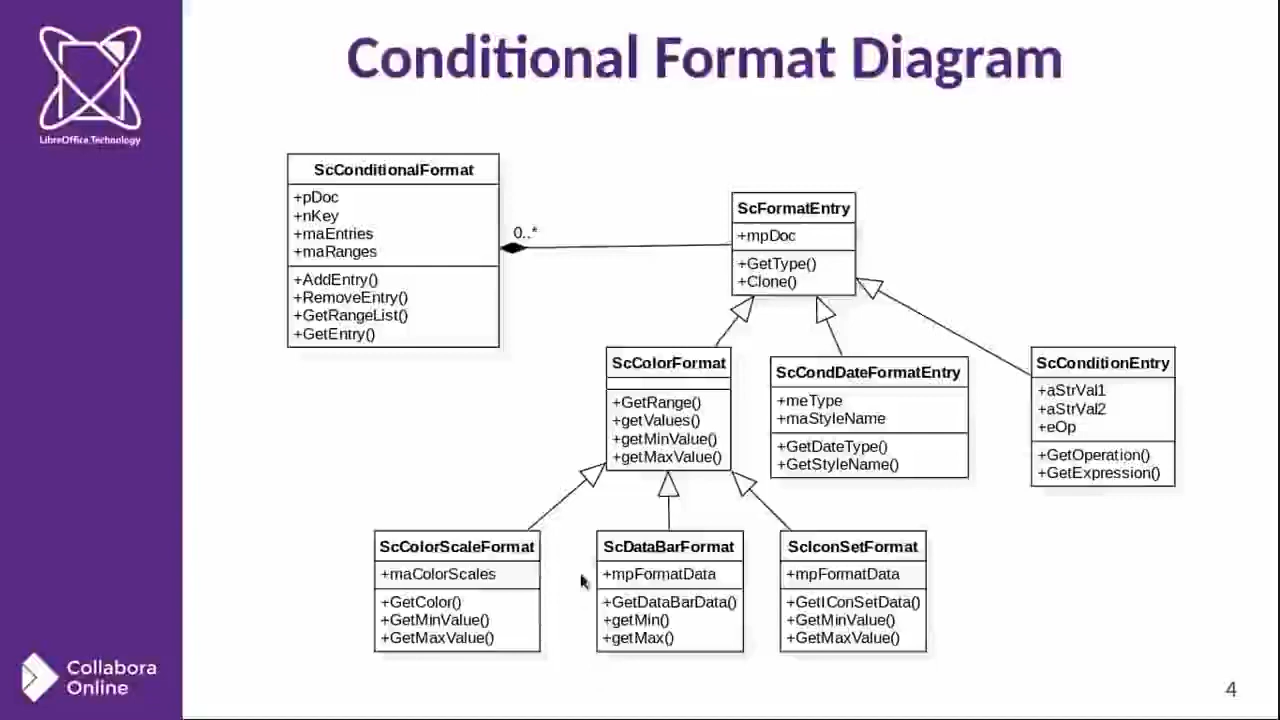 Conditional Format Diagram
LibreOffice Technology
ScConditionalFormat
+pDoc
+nKey
+maEntries
+maRanges
+AddEntry()
+RemoveEntry()
+GetRangeList()
+GetEntry()
0..*
ScFormatEntry
+mpDoc
+GetType()
+Clone()
ScColorFormat
+GetRange()
+getValues()
+getMinValue()
+getMaxValue()
ScCondDateFormatEntry
+meType
+maStyleName
+GetDateType()
+GetStyleName()
ScConditionEntry
+aStrVal1
+aStrVal2
+eOp
+GetOperation()
+GetExpression()
ScColorScaleFormat
+maColorScales
+GetColor()
+GetMinValue()
+GetMaxValue()
ScDataBarFormat
+mpFormatData
+GetDataBarData()
+getMin()
+getMax()
ScIconSetFormat
+mpFormatData
+GetIConSetData()
+GetMinValue()
+GetMaxValue()
Collabora
Online
4